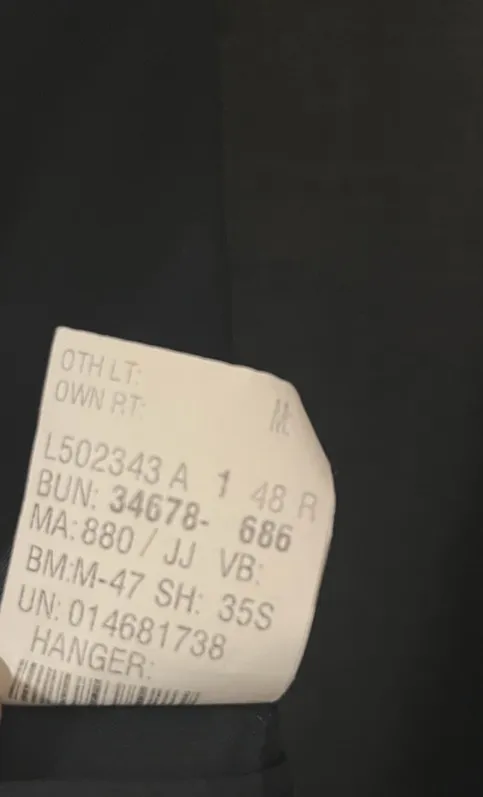 OTH LT:
OWN RT:
L502343 A 1 48 R
BUN: 34678- 686
MA: 880 / JJ VB:
BM:M-47 SH: 35S
UN: 014681738
HANGER: